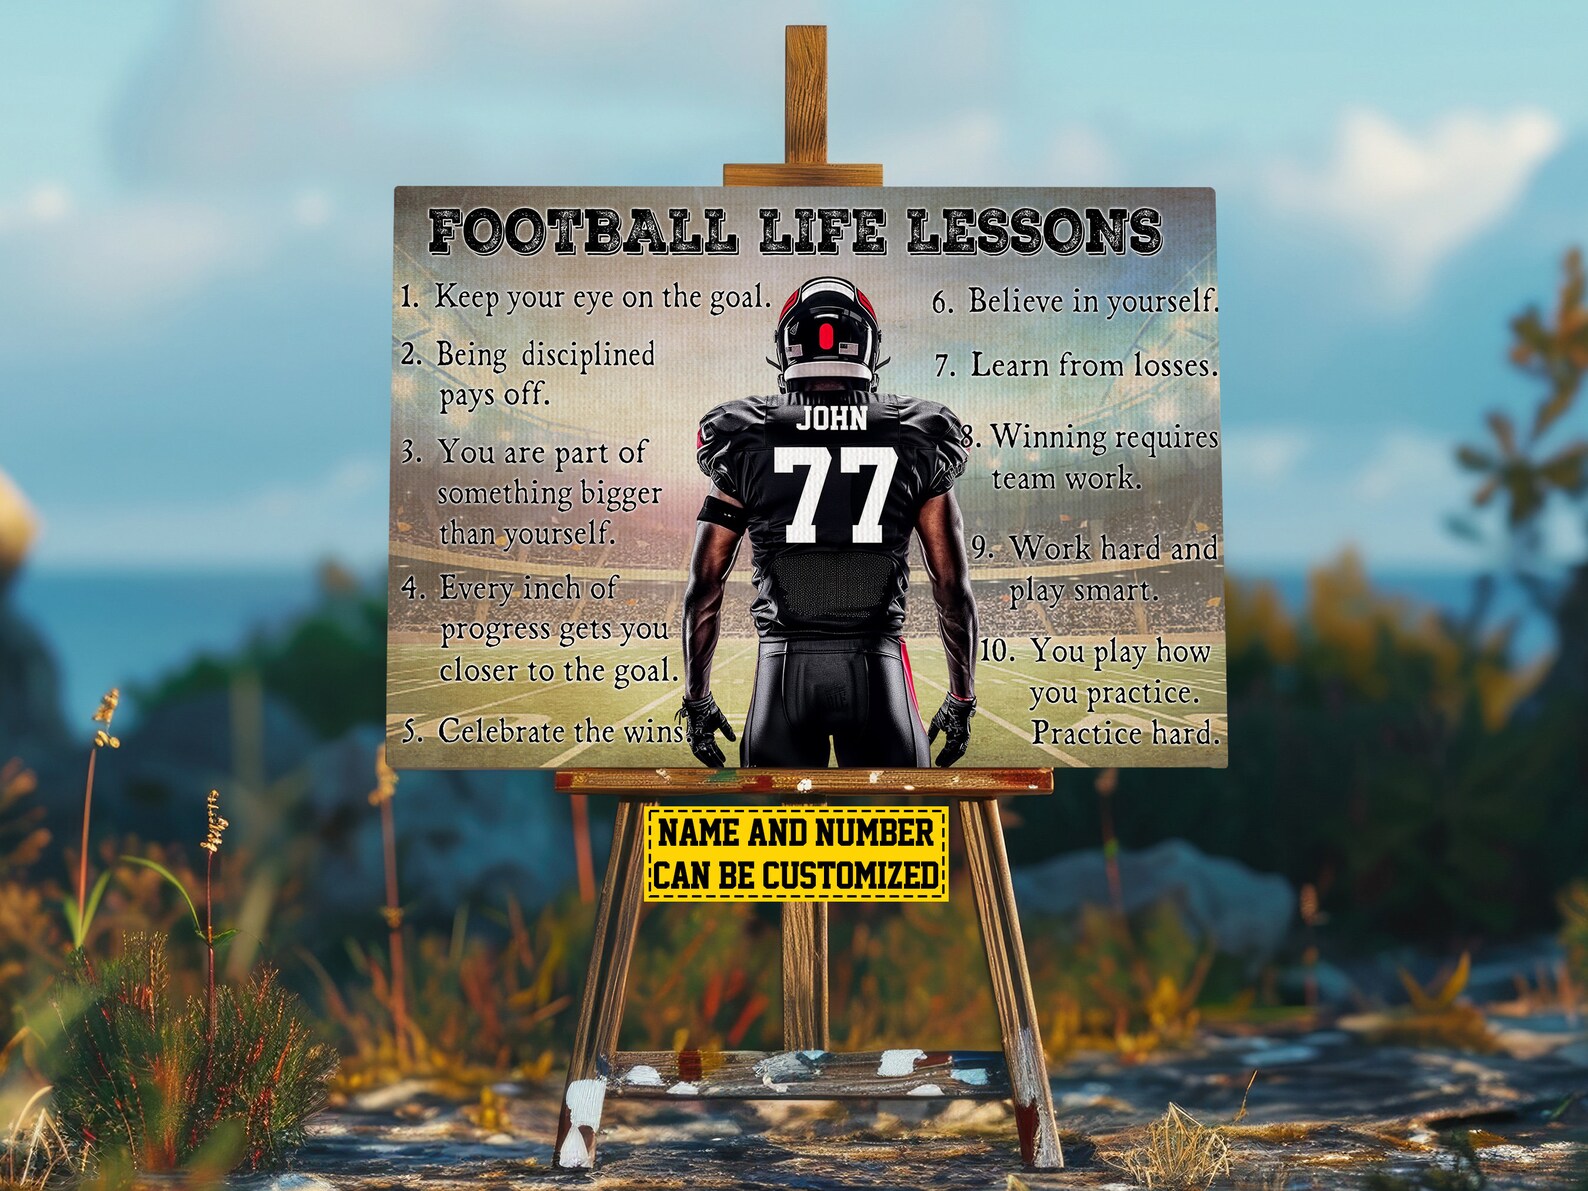 FOOTBALL LIFE LESSONS
1. Keep your eye on the goal.
2. Being disciplined
pays off.
3. You are part of
something bigger
than yourself.
4. Every inch of
progress gets you
closer to the goal.
5. Celebrate the wins.
JOHN
77
6. Believe in yourself.
7. Learn from losses.
8. Winning requires
team work.
9. Work hard and
play smart.
10. You play how
you practice.
Practice hard.
NAME AND NUMBER
CAN BE CUSTOMIZED